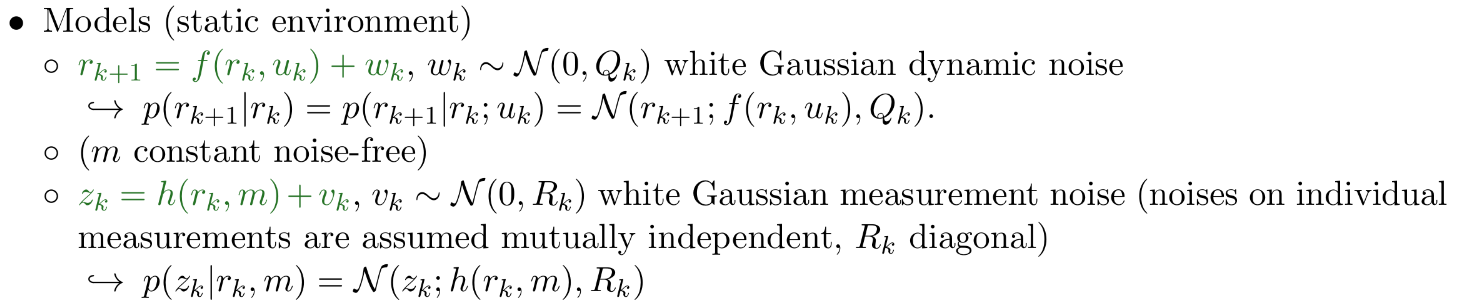 • Models (static environment)
◦ $r_{k+1} = f(r_k, u_k) + w_k$, $w_k \sim \mathcal{N}(0, Q_k)$ white Gaussian dynamic noise
↪ $p(r_{k+1}|r_k) = p(r_{k+1}|r_k; u_k) = \mathcal{N}(r_{k+1}; f(r_k, u_k), Q_k).$
◦ ($m$ constant noise-free)
◦ $z_k = h(r_k, m) + v_k$, $v_k \sim \mathcal{N}(0, R_k)$ white Gaussian measurement noise (noises on individual
measurements are assumed mutually independent, $R_k$ diagonal)
↪ $p(z_k|r_k, m) = \mathcal{N}(z_k; h(r_k, m), R_k)$